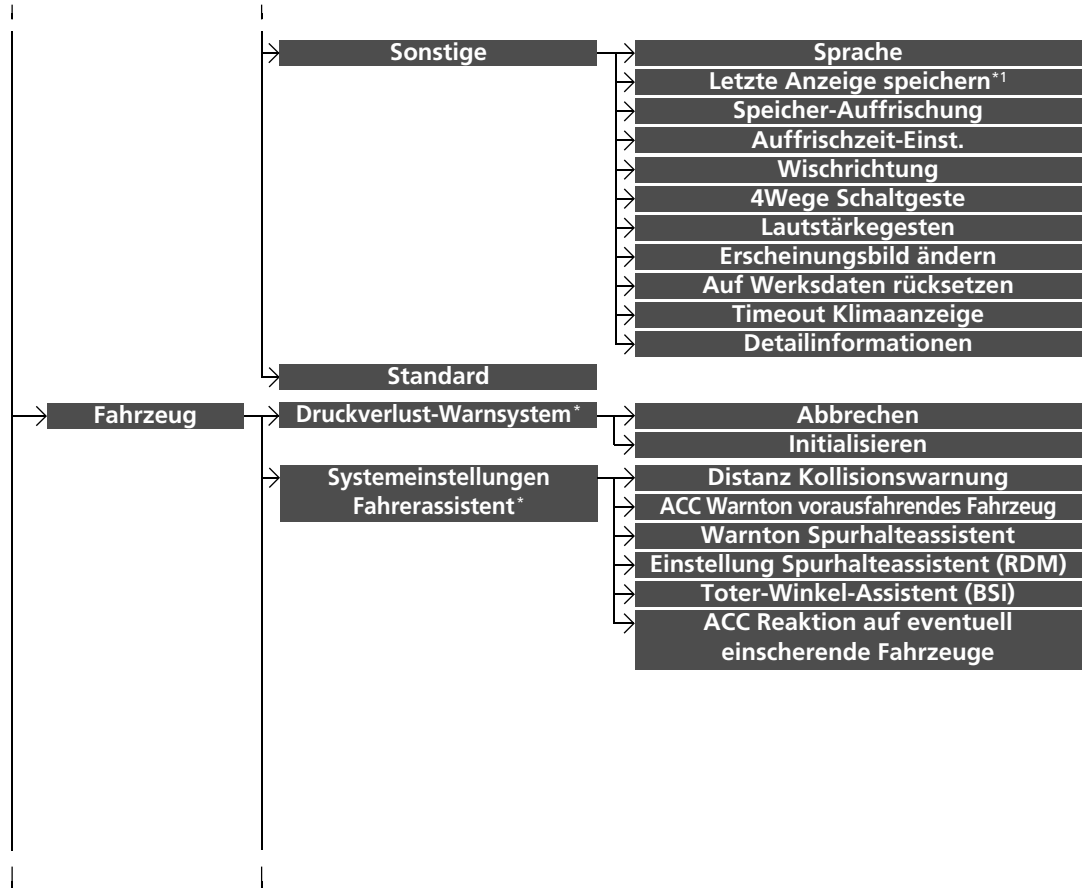 Sonstige
Sprache
Letzte Anzeige speichern*1
Speicher-Auffrischung
Auffrischzeit-Einst.
Wischrichtung
4Wege Schaltgeste
Lautstärkegesten
Erscheinungsbild ändern
Auf Werksdaten rücksetzen
Timeout Klimaanzeige
Detailinformationen
Standard
Fahrzeug
Druckverlust-Warnsystem*
Abbrechen
Initialisieren
Systemeinstellungen
Fahrerassistent*
Distanz Kollisionswarnung
ACC Warnton vorausfahrendes Fahrzeug
Warnton Spurhalteassistent
Einstellung Spurhalteassistent (RDM)
Toter-Winkel-Assistent (BSI)
ACC Reaktion auf eventuell
einscherende Fahrzeuge